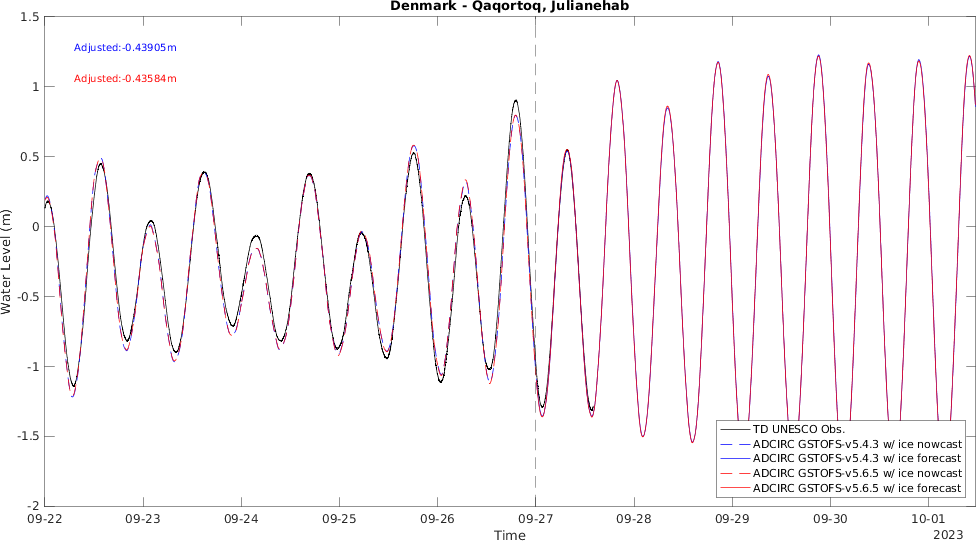 Denmark - Qaqortoq, Julianehab
Adjusted:-0.43905m
Adjusted:-0.43584m
1.5
1
0.5
0
-0.5
-1
-1.5
-2
Water Level (m)
TD UNESCO Obs.
ADCIRC GSTOFS-v5.4.3 w/ ice nowcast
ADCIRC GSTOFS-v5.4.3 w/ ice forecast
ADCIRC GSTOFS-v5.6.5 w/ ice nowcast
ADCIRC GSTOFS-v5.6.5 w/ ice forecast
09-22 09-23 09-24 09-25 09-26 09-27 09-28 09-29 09-30 10-01
Time
2023